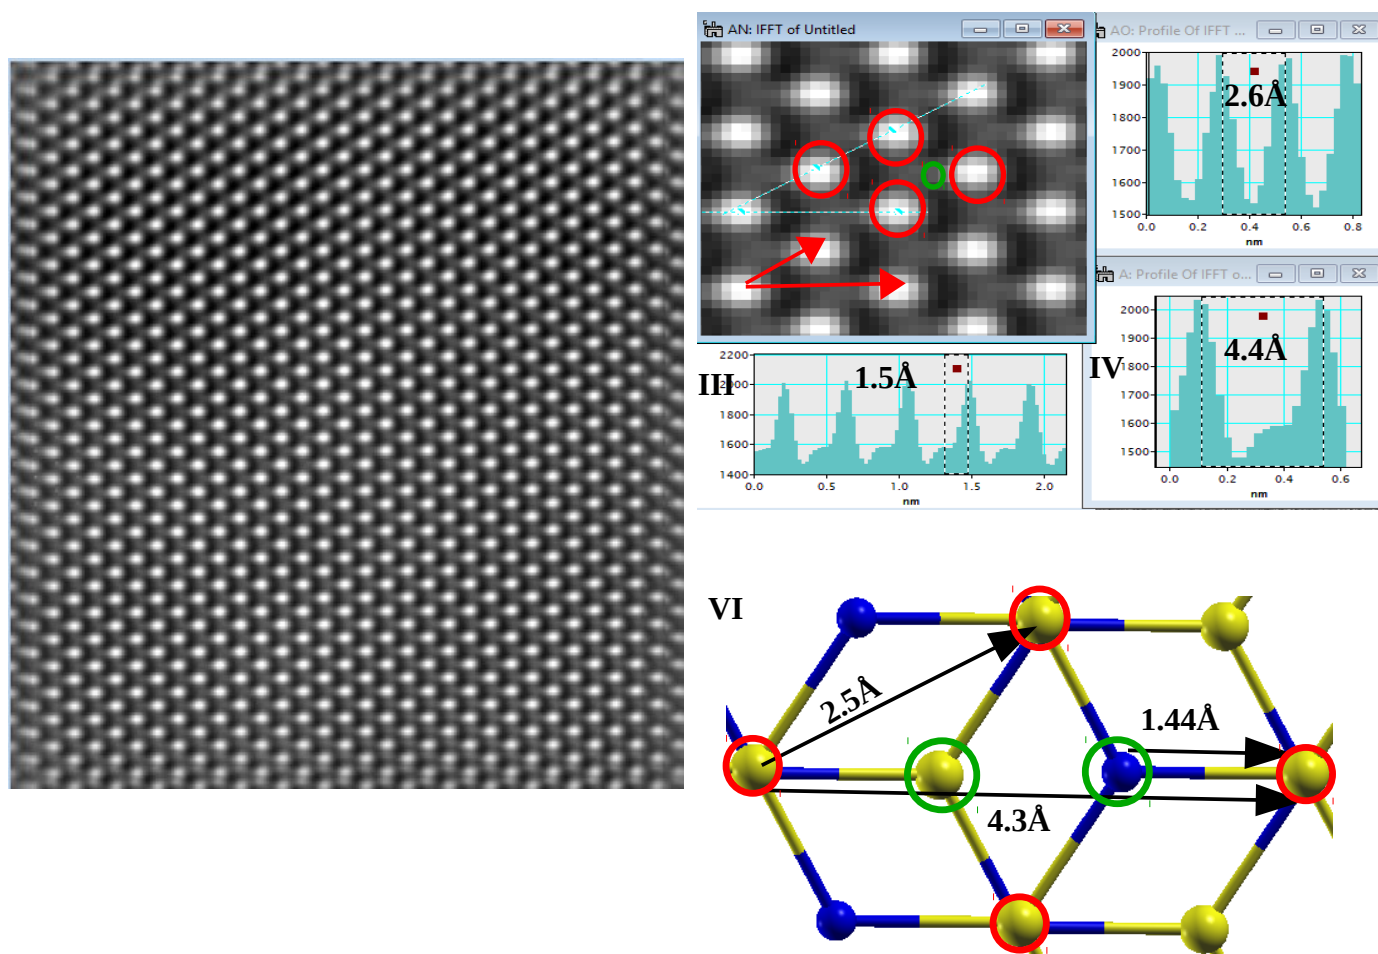 AN: IFFT of Untitled
AO: Profile Of IFFT ...
2000
1900
1800
1700
1600
1500
2.6Å
0.0 0.2 0.4 0.6 0.8
nm
A: Profile Of IFFT o...
2000
1900
1800
1700
1600
1500
4.4Å
IV
0.0 0.2 0.4 0.6
nm
III
2200
2000
1800
1600
1400
1.5Å
0.0 0.5 1.0 1.5 2.0
nm
VI
2.5Å
1.44Å
4.3Å